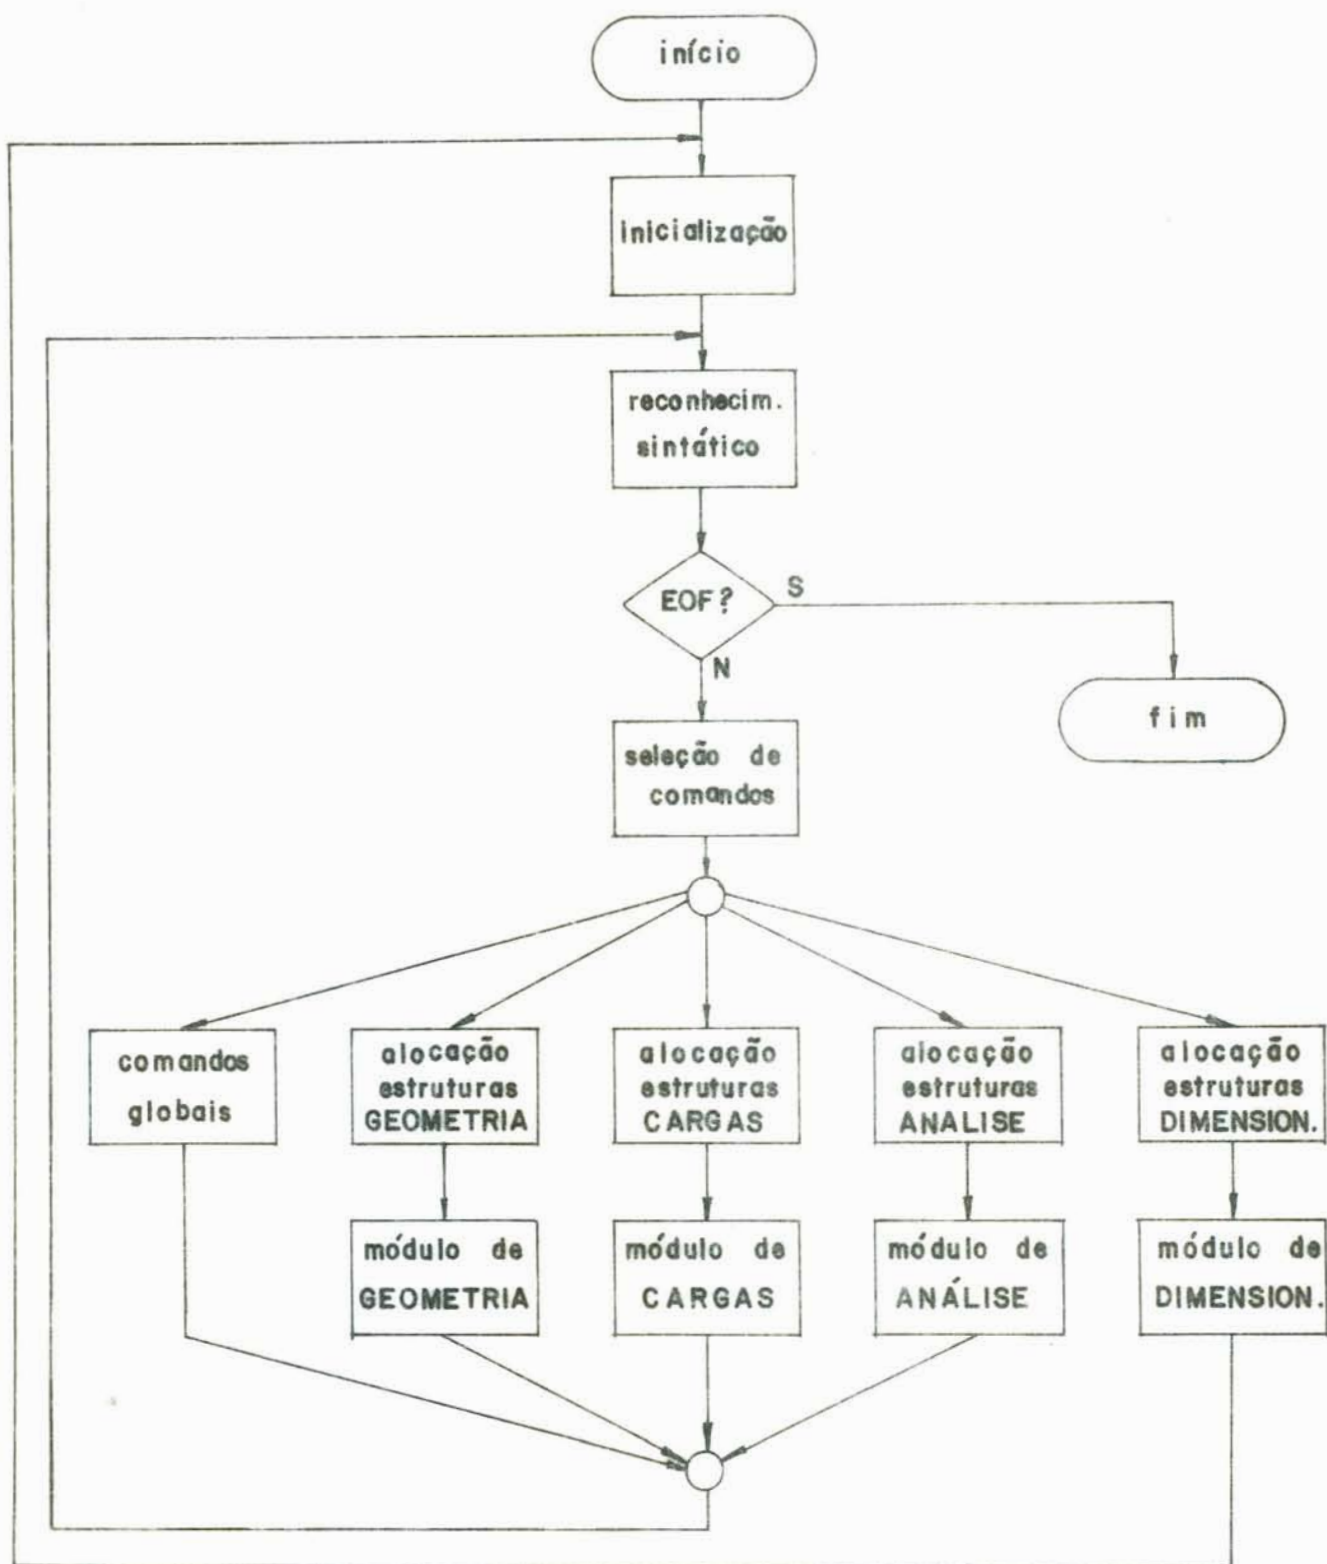 início
inicialização
reconhecim.
sintático
EOF?
S
N
fim
seleção de
comandos
comandos
globais
alocação
estruturas
GEOMETRIA
alocação
estruturas
CARGAS
alocação
estruturas
ANALISE
alocação
estruturas
DIMENSION.
módulo de
GEOMETRIA
módulo de
CARGAS
módulo de
ANÁLISE
módulo de
DIMENSION.